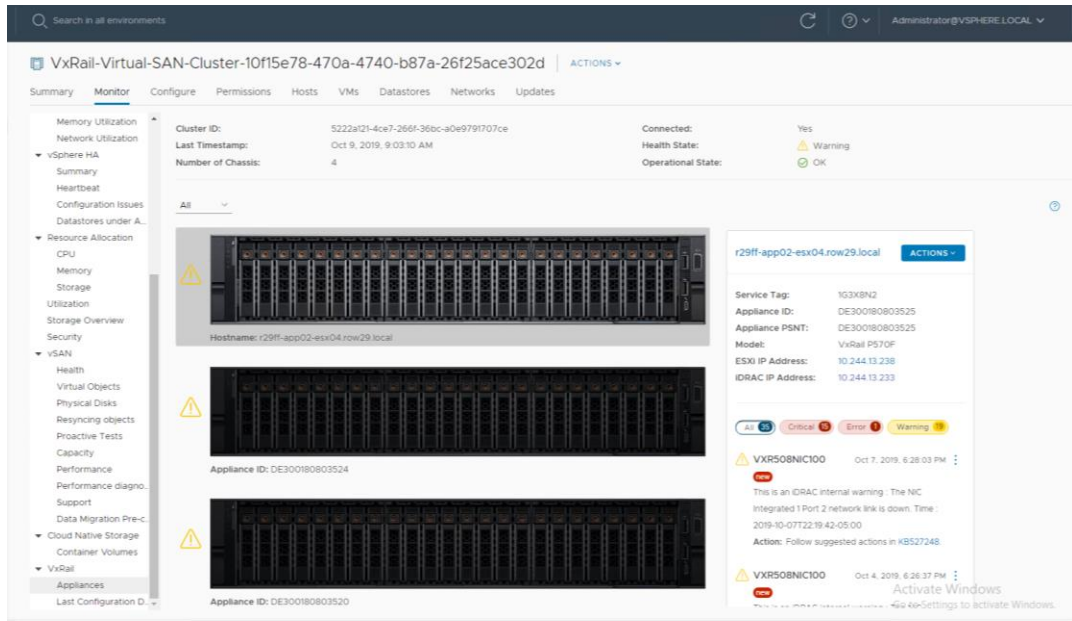 Search in all environments
Administrator@VSPHERE.LOCAL
VxRail-Virtual-SAN-Cluster-10f15e78-470a-4740-b87a-26f25ace302d
ACTIONS
Summary Monitor Configure Permissions Hosts VMs Datastores Networks Updates
Memory Utilization
Network Utilization
vSphere HA
Summary
Heartbeat
Configuration Issues
Datastores under A...
Resource Allocation
CPU
Memory
Storage
Utilization
Storage Overview
Security
vSAN
Health
Virtual Objects
Physical Disks
Resyncing objects
Proactive Tests
Capacity
Performance
Performance diagno...
Support
Data Migration Pre-c...
Cloud Native Storage
Container Volumes
VxRail
Appliances
Last Configuration D...
Cluster ID: 5222a121-4ce7-266f-36bc-a0e9791707ce
Last Timestamp: Oct 9, 2019, 9:03:10 AM
Number of Chassis: 4
Connected: Yes
Health State: Warning
Operational State: OK
All
Hostname: r29ff-app02-esx04.row29.local
Appliance ID: DE300180803524
Appliance ID: DE300180803520
r29ff-app02-esx04.row29.local
ACTIONS
Service Tag: 1G3X8N2
Appliance ID: DE300180803525
Appliance PSNT: DE300180803525
Model: VxRail P570F
ESXi IP Address: 10.244.13.238
iDRAC IP Address: 10.244.13.233
All 35 Critical 15 Error 1 Warning 19
VXR508NIC100 Oct 7, 2019, 6:28:03 PM
new
This is an iDRAC internal warning : The NIC
Integrated 1 Port 2 network link is down. Time :
2019-10-07T22:19:42-05:00
Action: Follow suggested actions in KB527248.
VXR508NIC100 Oct 4, 2019, 6:26:37 PM
new
Activate Windows
Go to Settings to activate Windows.